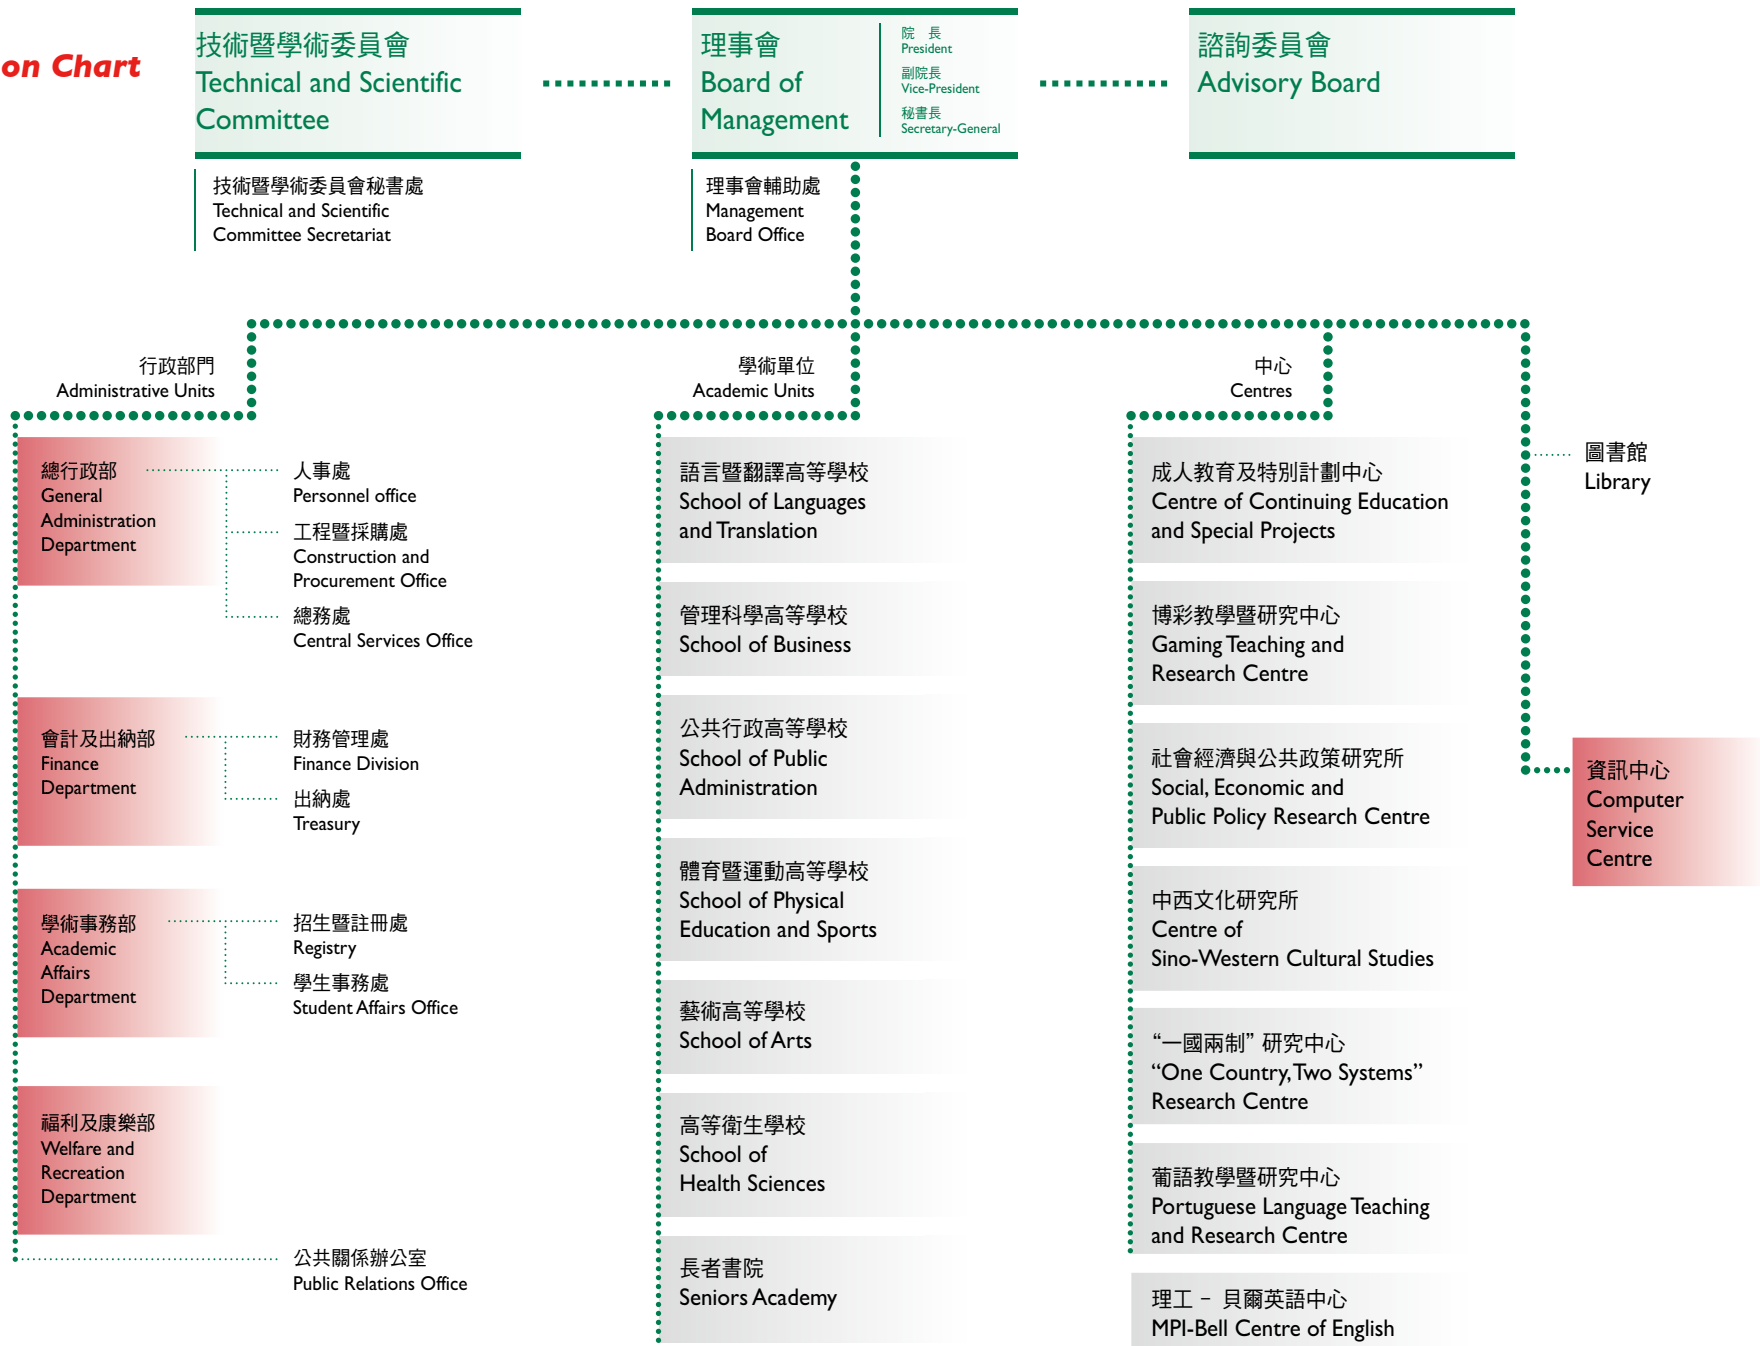 on Chart
技術暨學術委員會
Technical and Scientific
Committee
理事會
Board of
Management
院 長
President
副院長
Vice-President
秘書長
Secretary-General
諮詢委員會
Advisory Board
技術暨學術委員會秘書處
Technical and Scientific
Committee Secretariat
理事會輔助處
Management
Board Office
行政部門
Administrative Units
總行政部
General
Administration
Department
人事處
Personnel office
工程暨採購處
Construction and
Procurement Office
總務處
Central Services Office
會計及出納部
Finance
Department
財務管理處
Finance Division
出納處
Treasury
學術事務部
Academic
Affairs
Department
招生暨註冊處
Registry
學生事務處
Student Affairs Office
福利及康樂部
Welfare and
Recreation
Department
公共關係辦公室
Public Relations Office
學術單位
Academic Units
語言暨翻譯高等學校
School of Languages
and Translation
管理科學高等學校
School of Business
公共行政高等學校
School of Public
Administration
體育暨運動高等學校
School of Physical
Education and Sports
藝術高等學校
School of Arts
高等衛生學校
School of
Health Sciences
長者書院
Seniors Academy
中心
Centres
成人教育及特別計劃中心
Centre of Continuing Education
and Special Projects
博彩教學暨研究中心
Gaming Teaching and
Research Centre
社會經濟與公共政策研究所
Social, Economic and
Public Policy Research Centre
中西文化研究所
Centre of
Sino-Western Cultural Studies
“一國兩制” 研究中心
“One Country, Two Systems”
Research Centre
葡語教學暨研究中心
Portuguese Language Teaching
and Research Centre
理工 － 貝爾英語中心
MPI-Bell Centre of English
圖書館
Library
資訊中心
Computer
Service
Centre